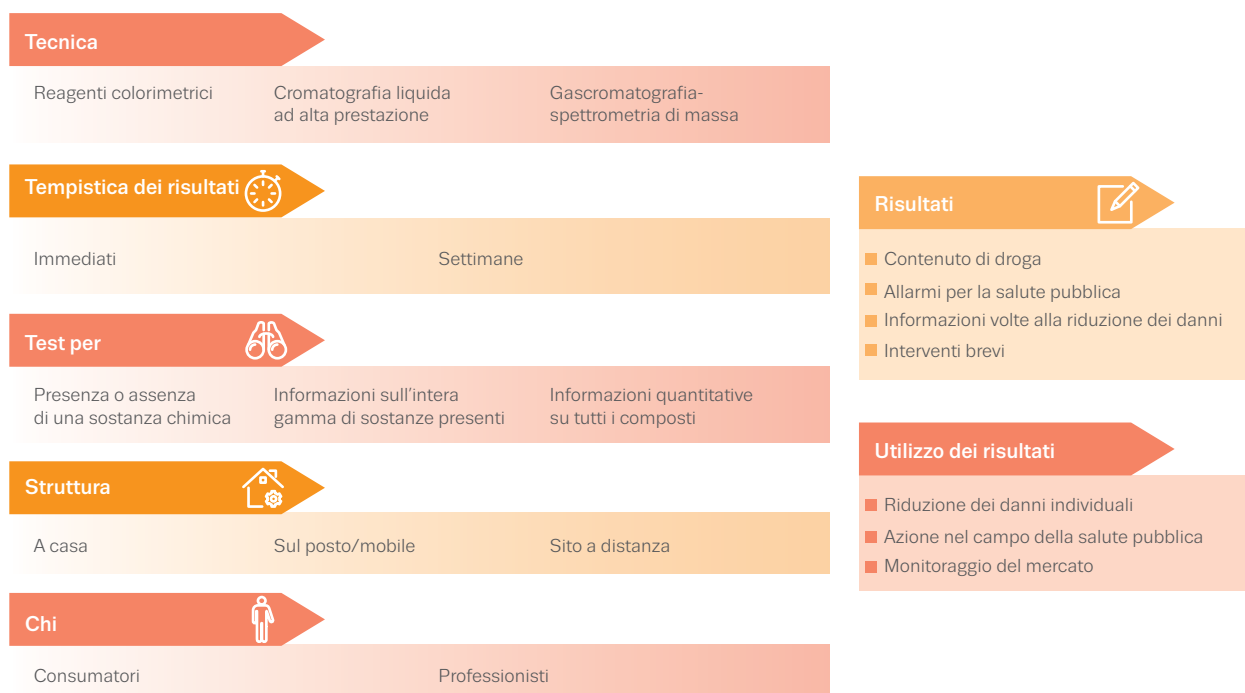 Tecnica
Reagenti colorimetrici
Cromatografia liquida
ad alta prestazione
Gascromatografia-
spettrometria di massa
Tempistica dei risultati
Immediati
Settimane
Test per
Presenza o assenza
di una sostanza chimica
Informazioni sull’intera
gamma di sostanze presenti
Informazioni quantitative
su tutti i composti
Struttura
A casa
Sul posto/mobile
Sito a distanza
Chi
Consumatori
Professionisti
Risultati
Contenuto di droga
Allarmi per la salute pubblica
Informazioni volte alla riduzione dei danni
Interventi brevi
Utilizzo dei risultati
Riduzione dei danni individuali
Azione nel campo della salute pubblica
Monitoraggio del mercato